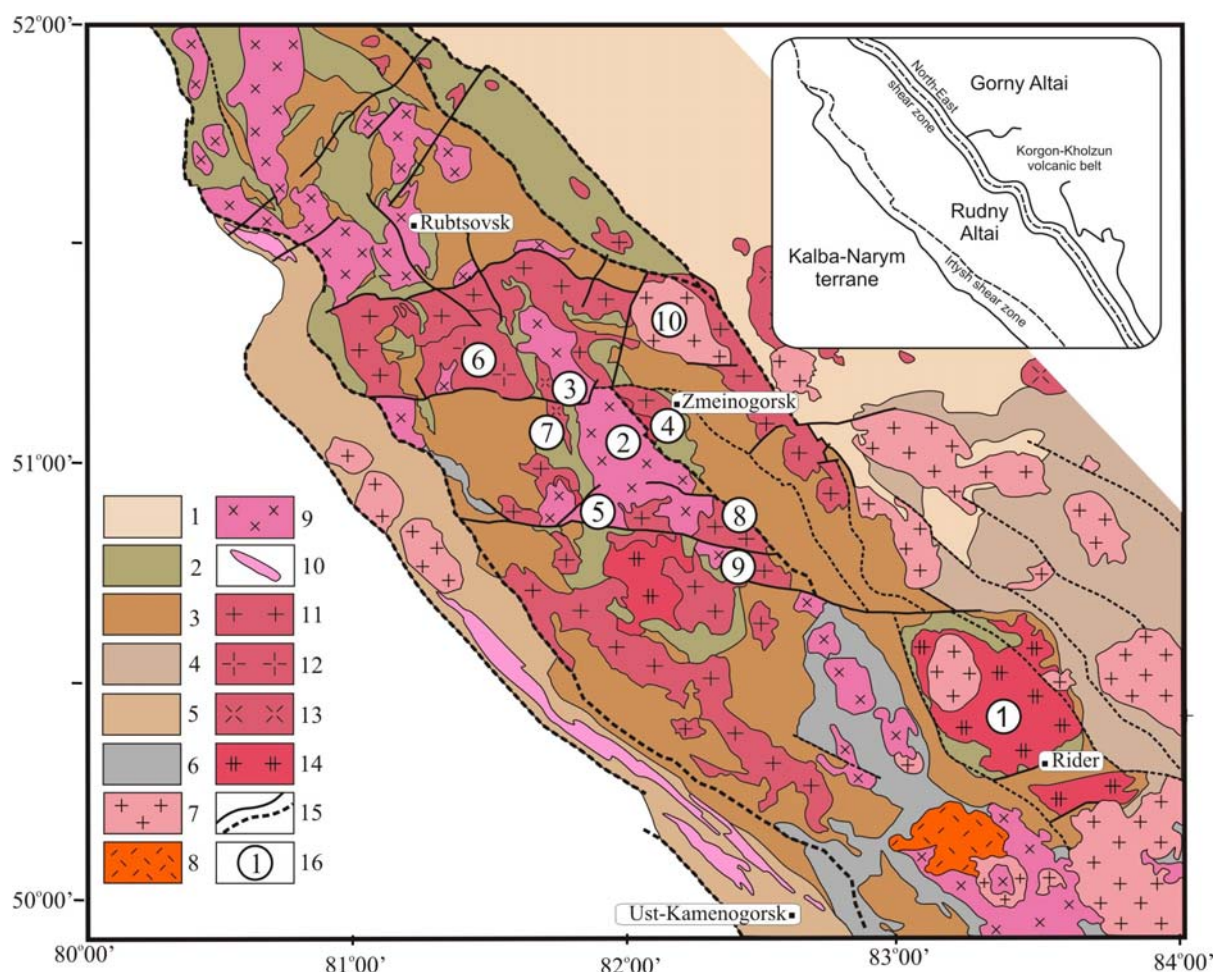 52°00'
51°00'
50°00'
80°00'
81°00'
82°00'
83°00'
84°00'
North-East
shear zone
Gorny Altai
Korgon-Kholzun
volcanic belt
Rudny
Altai
Kalba-Narym
terrane
Irtysh shear zone
Rubtsovsk
Zmeinogorsk
Rider
Ust-Kamenogorsk
10
6
3
7
2
4
5
8
9
1
1
2
3
4
5
6
7
8
9
10
11
12
13
14
15
1
16